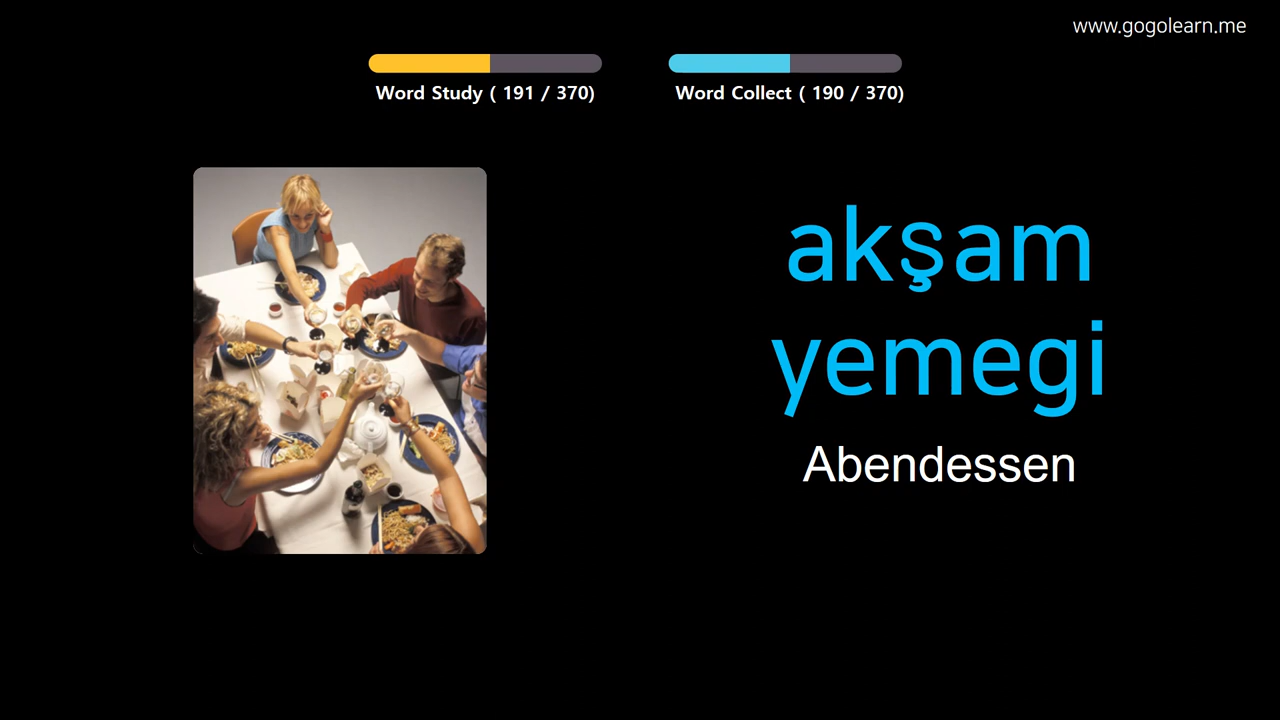 www.gogolearn.me
Word Study ( 191 / 370)
Word Collect ( 190 / 370)
akşam
yemegi
Abendessen